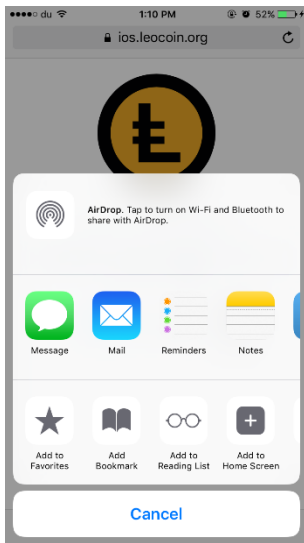 du 1:10 PM 52%
ios.leocoin.org
AirDrop. Tap to turn on Wi-Fi and Bluetooth to
share with AirDrop.
Message Mail Reminders Notes
Add to Favorites Add Bookmark Add to Reading List Add to Home Screen
Cancel